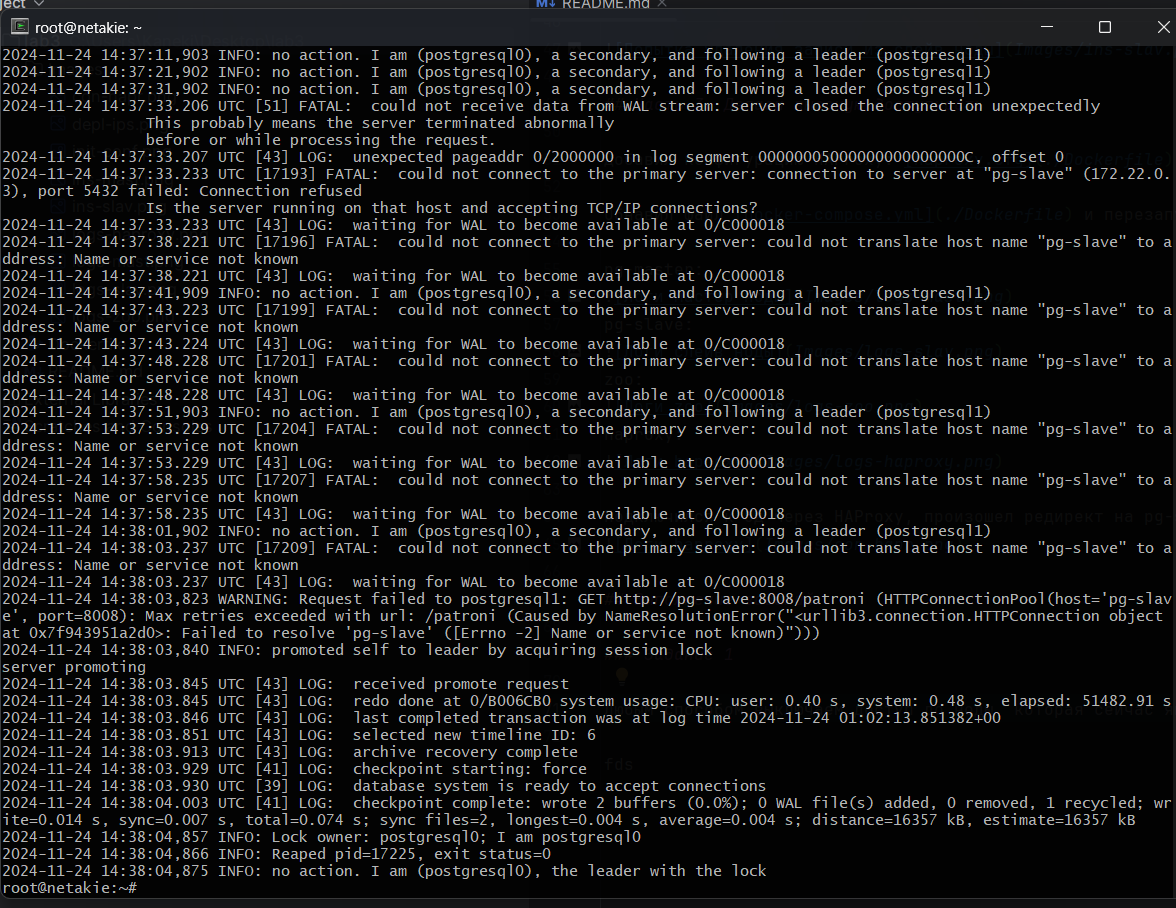 ject
README.md
root@netakie: ~
2024-11-24 14:37:11,903 INFO: no action. I am (postgresql0), a secondary, and following a leader (postgresql1)
2024-11-24 14:37:21,902 INFO: no action. I am (postgresql0), a secondary, and following a leader (postgresql1)
2024-11-24 14:37:31,902 INFO: no action. I am (postgresql0), a secondary, and following a leader (postgresql1)
2024-11-24 14:37:33.206 UTC [51] FATAL:  could not receive data from WAL stream: server closed the connection unexpectedly
This probably means the server terminated abnormally
before or while processing the request.
2024-11-24 14:37:33.207 UTC [43] LOG:  unexpected pageaddr 0/2000000 in log segment 00000005000000000000000C, offset 0
2024-11-24 14:37:33.233 UTC [17193] FATAL:  could not connect to the primary server: connection to server at "pg-slave" (172.22.0.
3), port 5432 failed: Connection refused
Is the server running on that host and accepting TCP/IP connections?
2024-11-24 14:37:33.233 UTC [43] LOG:  waiting for WAL to become available at 0/C000018
2024-11-24 14:37:38.221 UTC [17196] FATAL:  could not connect to the primary server: could not translate host name "pg-slave" to a
ddress: Name or service not known
2024-11-24 14:37:38.221 UTC [43] LOG:  waiting for WAL to become available at 0/C000018
2024-11-24 14:37:41,909 INFO: no action. I am (postgresql0), a secondary, and following a leader (postgresql1)
2024-11-24 14:37:43.223 UTC [17199] FATAL:  could not connect to the primary server: could not translate host name "pg-slave" to a
ddress: Name or service not known
2024-11-24 14:37:43.224 UTC [43] LOG:  waiting for WAL to become available at 0/C000018
2024-11-24 14:37:48.228 UTC [17201] FATAL:  could not connect to the primary server: could not translate host name "pg-slave" to a
ddress: Name or service not known
2024-11-24 14:37:48.228 UTC [43] LOG:  waiting for WAL to become available at 0/C000018
2024-11-24 14:37:51,903 INFO: no action. I am (postgresql0), a secondary, and following a leader (postgresql1)
2024-11-24 14:37:53.229 UTC [17204] FATAL:  could not connect to the primary server: could not translate host name "pg-slave" to a
ddress: Name or service not known
2024-11-24 14:37:53.229 UTC [43] LOG:  waiting for WAL to become available at 0/C000018
2024-11-24 14:37:58.235 UTC [17207] FATAL:  could not connect to the primary server: could not translate host name "pg-slave" to a
ddress: Name or service not known
2024-11-24 14:37:58.235 UTC [43] LOG:  waiting for WAL to become available at 0/C000018
2024-11-24 14:38:01,902 INFO: no action. I am (postgresql0), a secondary, and following a leader (postgresql1)
2024-11-24 14:38:03.237 UTC [17209] FATAL:  could not connect to the primary server: could not translate host name "pg-slave" to a
ddress: Name or service not known
2024-11-24 14:38:03.237 UTC [43] LOG:  waiting for WAL to become available at 0/C000018
2024-11-24 14:38:03,823 WARNING: Request failed to postgresql1: GET http://pg-slave:8008/patroni (HTTPConnectionPool(host='pg-slav
e', port=8008): Max retries exceeded with url: /patroni (Caused by NameResolutionError("<urllib3.connection.HTTPConnection object
at 0x7f943951a2d0>: Failed to resolve 'pg-slave' ([Errno -2] Name or service not known)")))
2024-11-24 14:38:03,840 INFO: promoted self to leader by acquiring session lock
server promoting
2024-11-24 14:38:03.845 UTC [43] LOG:  received promote request
2024-11-24 14:38:03.845 UTC [43] LOG:  redo done at 0/B006CB0 system usage: CPU: user: 0.40 s, system: 0.48 s, elapsed: 51482.91 s
2024-11-24 14:38:03.846 UTC [43] LOG:  last completed transaction was at log time 2024-11-24 01:02:13.851382+00
2024-11-24 14:38:03.851 UTC [43] LOG:  selected new timeline ID: 6
2024-11-24 14:38:03.913 UTC [43] LOG:  archive recovery complete
2024-11-24 14:38:03.929 UTC [41] LOG:  checkpoint starting: force
2024-11-24 14:38:03.930 UTC [39] LOG:  database system is ready to accept connections
2024-11-24 14:38:04.003 UTC [41] LOG:  checkpoint complete: wrote 2 buffers (0.0%); 0 WAL file(s) added, 0 removed, 1 recycled; wr
ite=0.014 s, sync=0.007 s, total=0.074 s; sync files=2, longest=0.004 s, average=0.004 s; distance=16357 kB, estimate=16357 kB
2024-11-24 14:38:04,857 INFO: Lock owner: postgresql0; I am postgresql0
2024-11-24 14:38:04,866 INFO: Reaped pid=17225, exit status=0
2024-11-24 14:38:04,875 INFO: no action. I am (postgresql0), the leader with the lock
root@netakie:~#